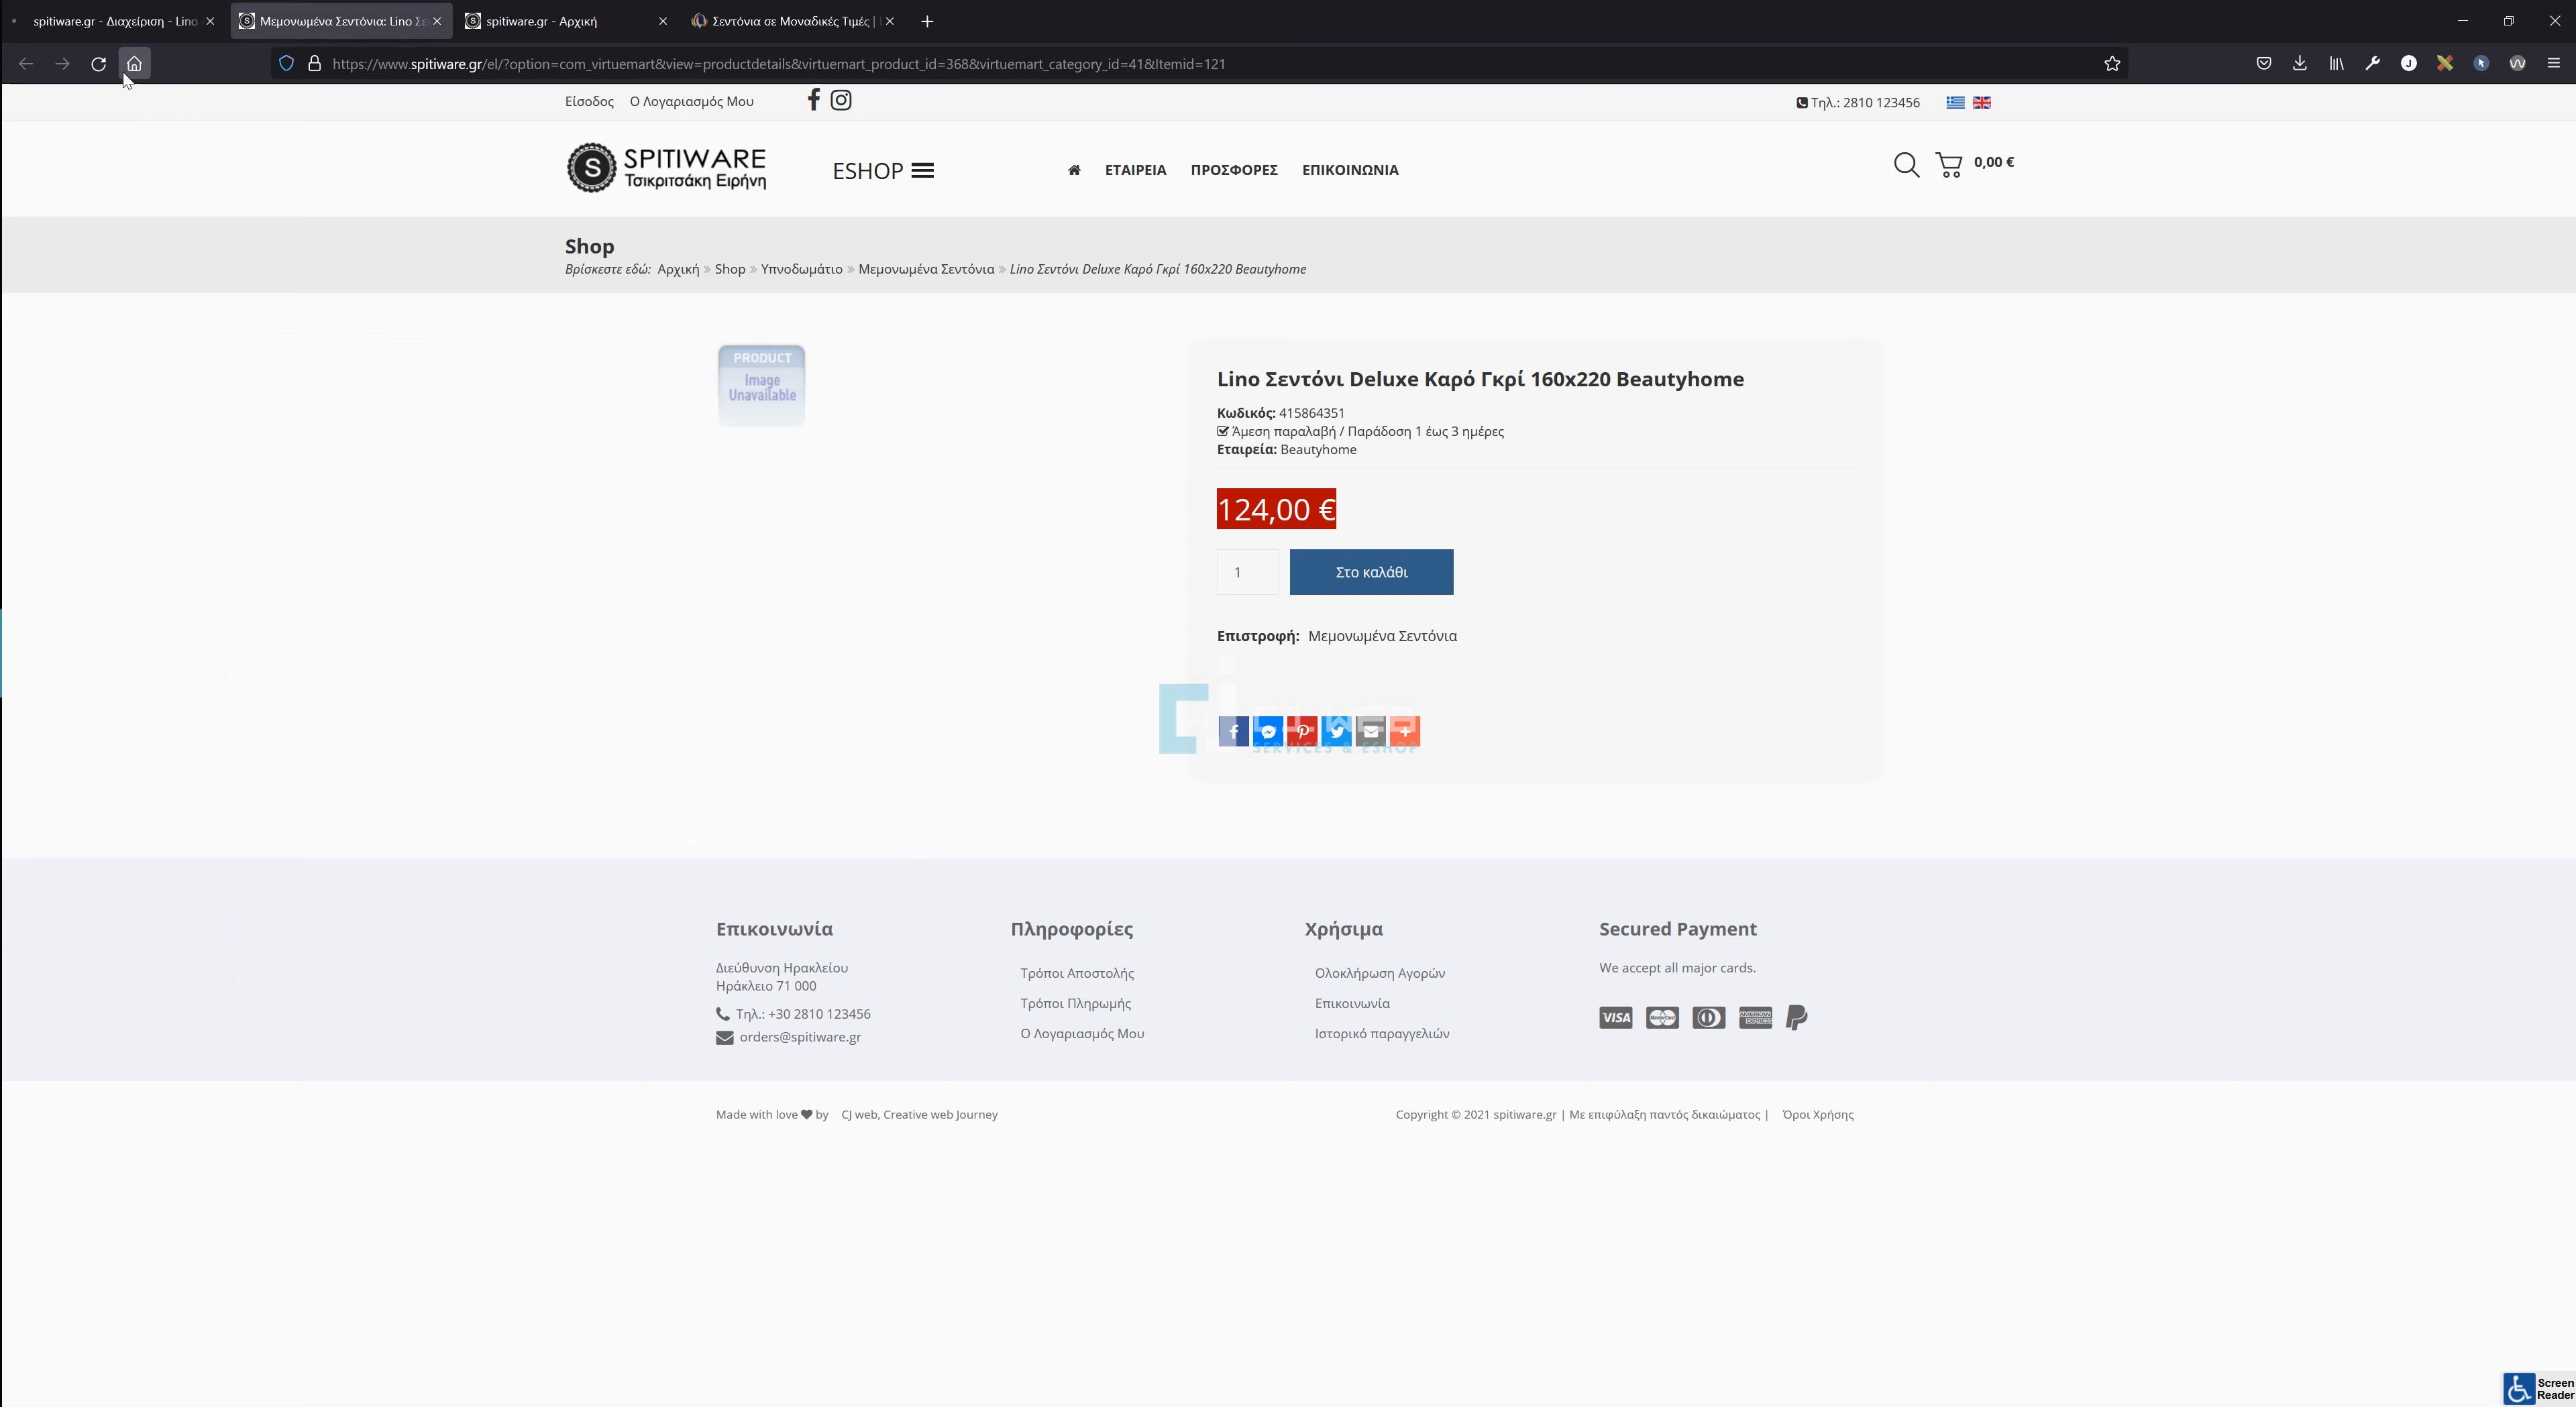 spitiware.gr - Διαχείριση - Lino
Μεμονωμένα Σεντόνια: Lino Σε
spitiware.gr - Αρχική
Σεντόνια σε Μοναδικές Τιμές |
https://www.spitiware.gr/el/?option=com_virtuemart&view=productdetails&virtuemart_product_id=368&virtuemart_category_id=41&Itemid=121
Είσοδος Ο Λογαριασμός Μου
Τηλ.: 2810 123456
S SPITIWARE
Τσικριτσάκη Ειρήνη
ESHOP
ΕΤΑΙΡΕΙΑ ΠΡΟΣΦΟΡΕΣ ΕΠΙΚΟΙΝΩΝΙΑ
0,00 €
Shop
Βρίσκεστε εδώ: Αρχική » Shop » Υπνοδωμάτιο » Μεμονωμένα Σεντόνια » Lino Σεντόνι Deluxe Καρό Γκρί 160x220 Beautyhome
PRODUCT
Image
Unavailable
Lino Σεντόνι Deluxe Καρό Γκρί 160x220 Beautyhome
Κωδικός: 415864351
Άμεση παραλαβή / Παράδοση 1 έως 3 ημέρες
Εταιρεία: Beautyhome
124,00 €
1 Στο καλάθι
Επιστροφή: Μεμονωμένα Σεντόνια
SERVICES & ESHOP
Επικοινωνία
Διεύθυνση Ηρακλείου
Ηράκλειο 71 000
Τηλ.: +30 2810 123456
orders@spitiware.gr
Πληροφορίες
Τρόποι Αποστολής
Τρόποι Πληρωμής
Ο Λογαριασμός Μου
Χρήσιμα
Ολοκλήρωση Αγορών
Επικοινωνία
Ιστορικό παραγγελιών
Secured Payment
We accept all major cards.
VISA MasterCard AMERICAN EXPRESS
Made with love by CJ web, Creative web Journey
Copyright © 2021 spitiware.gr | Με επιφύλαξη παντός δικαιώματος | Όροι Χρήσης
Screen
Reader